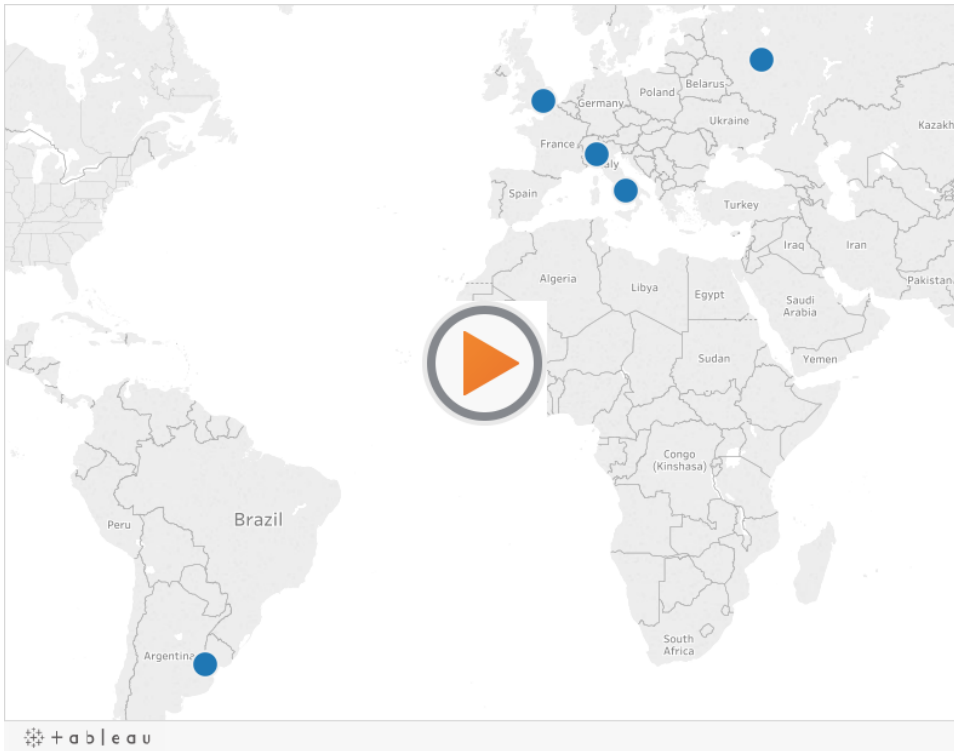 Belarus
Poland
Germany
Ukraine
Kazakh
France
aly
Spain
Turkey
Iraq
Iran
Pakistan
Algeria
Libya
Egypt
Saudi
Arabia
Sudan
Yemen
Congo
(Kinshasa)
Brazil
Peru
South
Africa
Argentina
+ a b l e a u